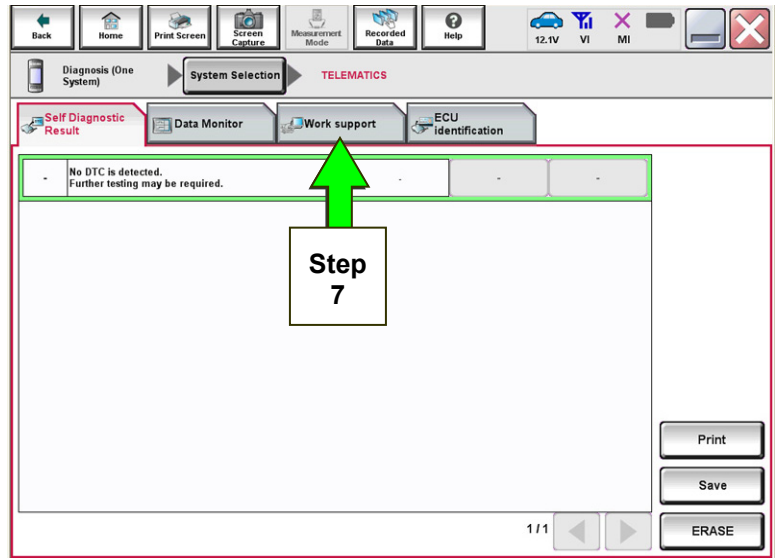 Back
Home
Print Screen
Screen
Capture
Measurement
Mode
Recorded
Data
Help
12.1V
VI
MI
Diagnosis (One
System)
System Selection
TELEMATICS
Self Diagnostic
Result
Data Monitor
Work support
ECU
identification
-
No DTC is detected.
Further testing may be required.
.
-
-
Step
7
Print
Save
1/1
ERASE